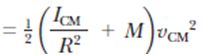 = ½(I_CM / R² + M)v_CM²